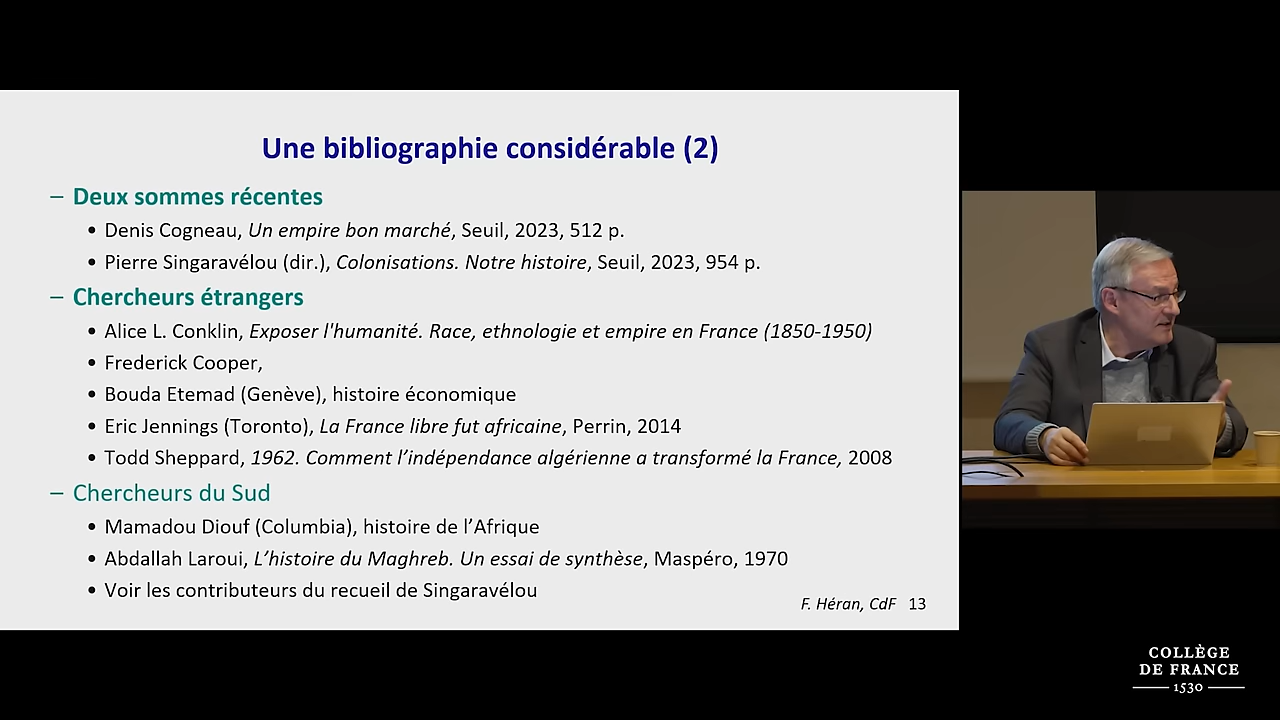 Une bibliographie considérable (2)
– Deux sommes récentes
• Denis Cogneau, Un empire bon marché, Seuil, 2023, 512 p.
• Pierre Singaravélou (dir.), Colonisations. Notre histoire, Seuil, 2023, 954 p.
– Chercheurs étrangers
• Alice L. Conklin, Exposer l'humanité. Race, ethnologie et empire en France (1850-1950)
• Frederick Cooper,
• Bouda Etemad (Genève), histoire économique
• Eric Jennings (Toronto), La France libre fut africaine, Perrin, 2014
• Todd Sheppard, 1962. Comment l’indépendance algérienne a transformé la France, 2008
– Chercheurs du Sud
• Mamadou Diouf (Columbia), histoire de l’Afrique
• Abdallah Laroui, L’histoire du Maghreb. Un essai de synthèse, Maspéro, 1970
• Voir les contributeurs du recueil de Singaravélou
F. Héran, CdF 13
COLLÈGE
DE FRANCE
1530